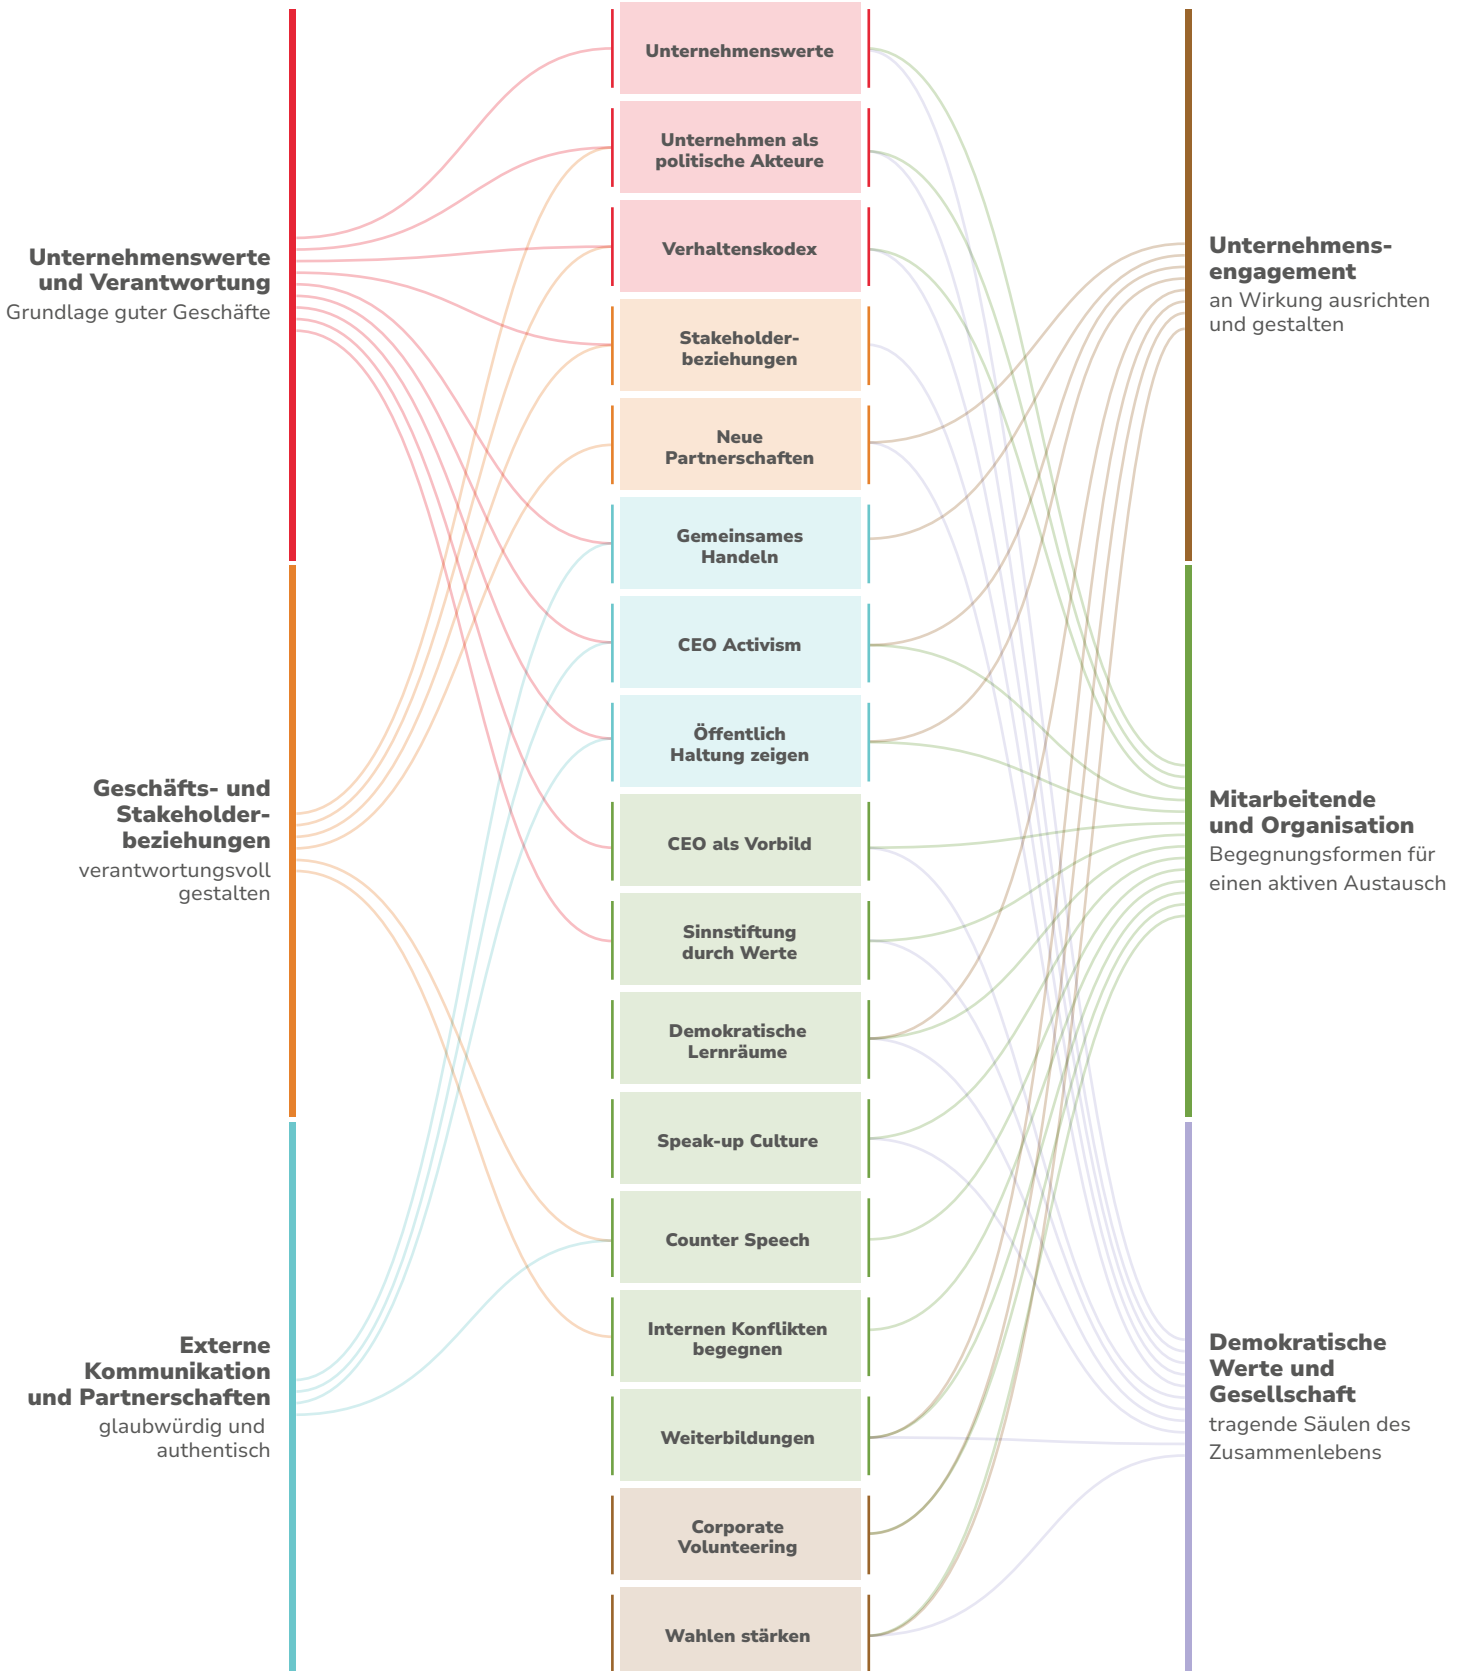 Unternehmenswerte
und Verantwortung
Grundlage guter Geschäfte
Geschäfts- und
Stakeholder-
beziehungen
verantwortungsvoll
gestalten
Externe
Kommunikation
und Partnerschaften
glaubwürdig und
authentisch
Unternehmenswerte
Unternehmen als
politische Akteure
Verhaltenskodex
Stakeholder-
beziehungen
Neue
Partnerschaften
Gemeinsames
Handeln
CEO Activism
Öffentlich
Haltung zeigen
CEO als Vorbild
Sinnstiftung
durch Werte
Demokratische
Lernräume
Speak-up Culture
Counter Speech
Internen Konflikten
begegnen
Weiterbildungen
Corporate
Volunteering
Wahlen stärken
Unternehmens-
engagement
an Wirkung ausrichten
und gestalten
Mitarbeitende
und Organisation
Begegnungsformen für
einen aktiven Austausch
Demokratische
Werte und
Gesellschaft
tragende Säulen des
Zusammenlebens